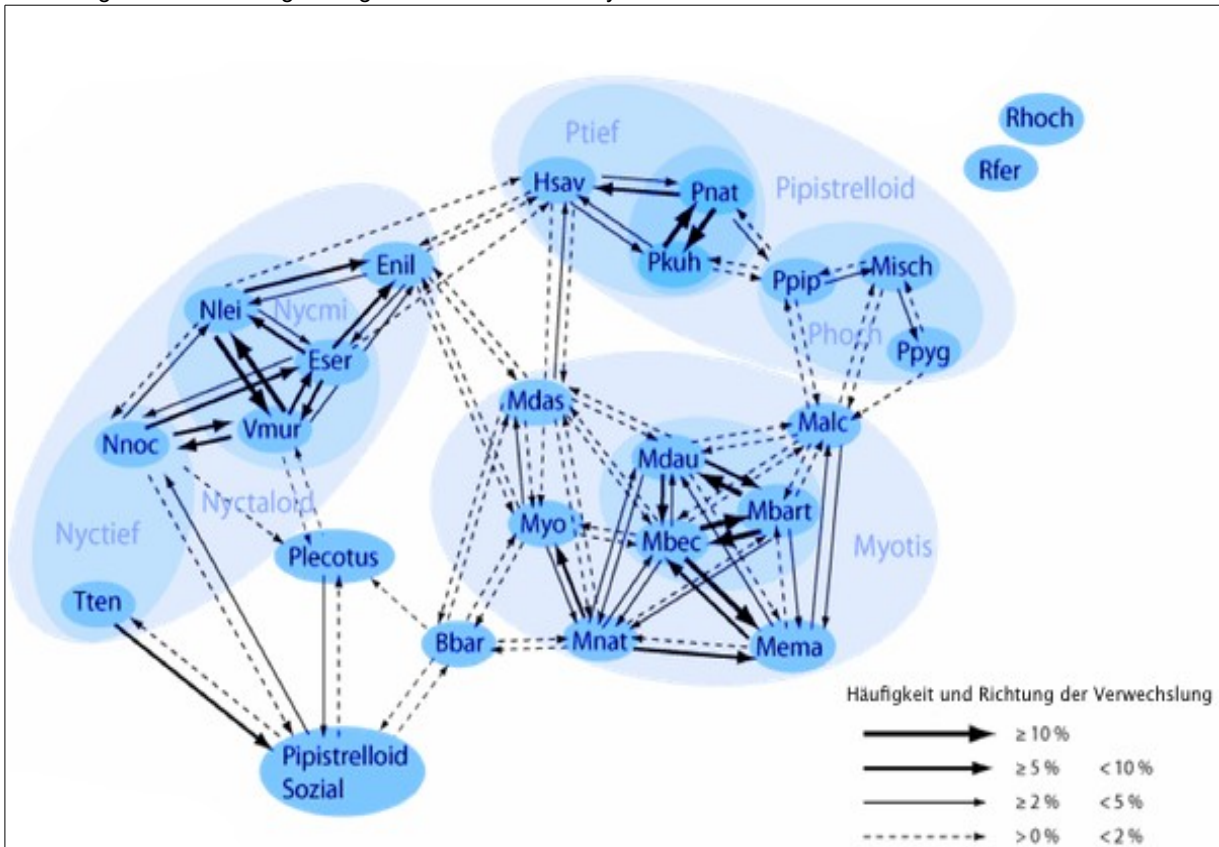 Rhoch
Ptief
Rfer
Hsav
Pnat
Pipistrelloid
Enil
Pkuh
Ppip
Misch
Nlei
Nycmi
Phoch
Ppyg
Eser
Mdas
Malc
Vmur
Nnoc
Mdau
Nyctaloid
Mbart
Nyctief
Myo
Mbec
Myotis
Plecotus
Tten
Bbar
Mnat
Mema
Pipistrelloid
Sozial
Häufigkeit und Richtung der Verwechslung
≥ 10 %
≥ 5 % < 10 %
≥ 2 % < 5 %
> 0 % < 2 %